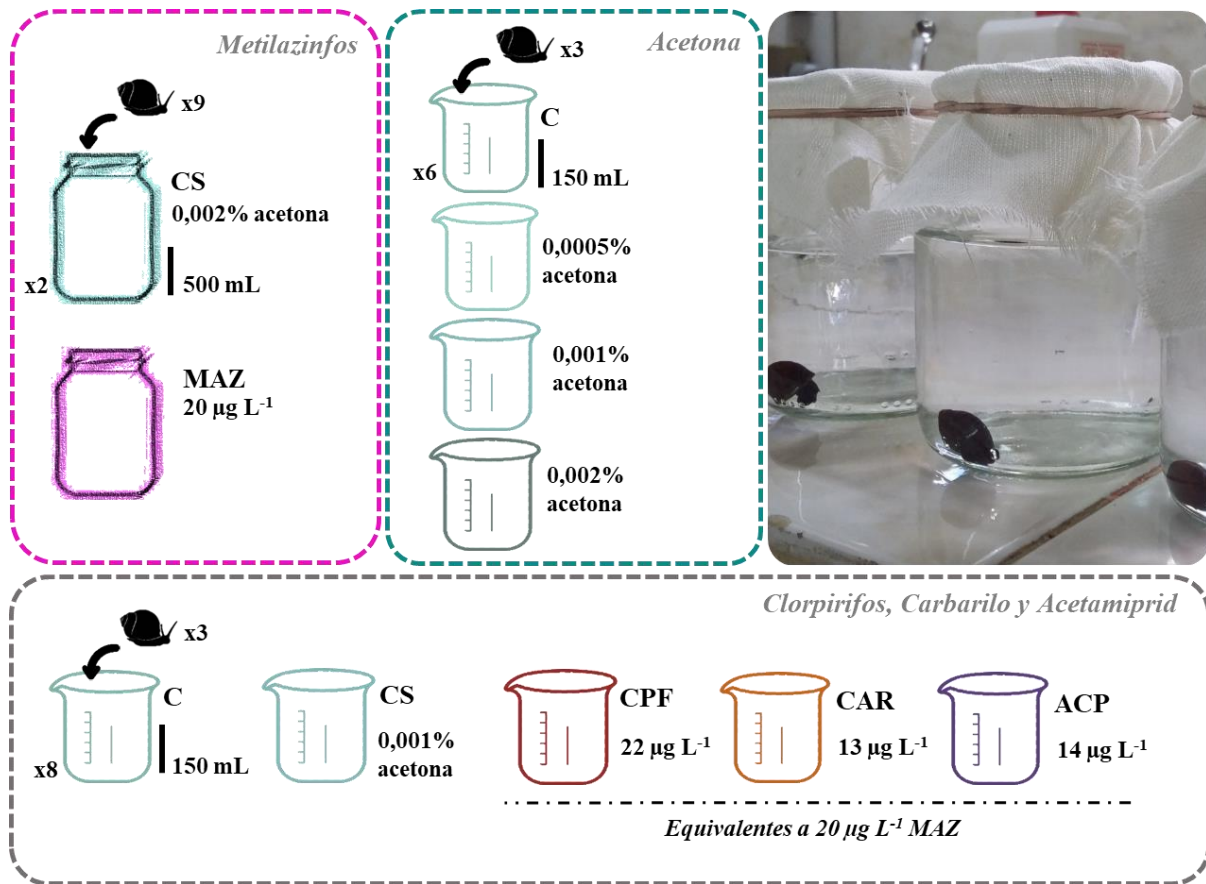 Metilazinfos
x9
CS
0,002% acetona
x2
500 mL
MAZ
20 µg L-1
Acetona
x3
C
x6
150 mL
0,0005%
acetona
0,001%
acetona
0,002%
acetona
Clorpirifos, Carbarilo y Acetamiprid
x3
C
x8
150 mL
CS
0,001%
acetona
CPF
22 µg L-1
CAR
13 µg L-1
ACP
14 µg L-1
Equivalentes a 20 µg L-1 MAZ